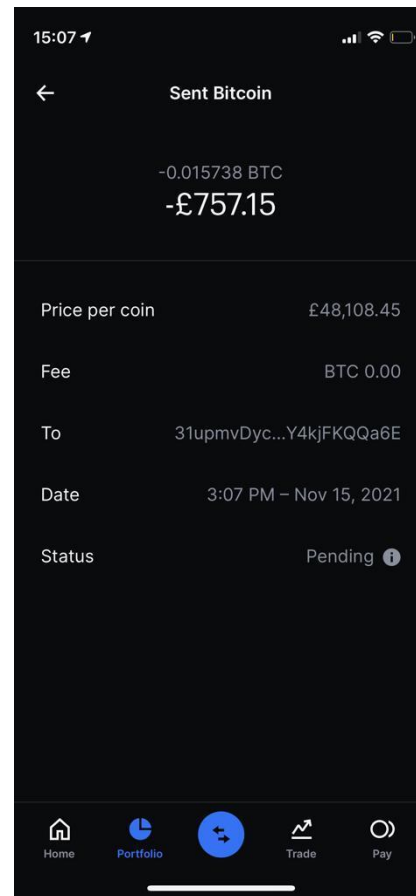 15:07
Sent Bitcoin
-0.015738 BTC
-£757.15
Price per coin £48,108.45
Fee BTC 0.00
To 31upmvDyc...Y4kjFKQQa6E
Date 3:07 PM – Nov 15, 2021
Status Pending
Home Portfolio Trade Pay